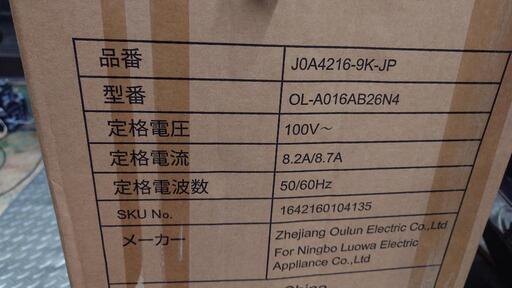 品番 J0A4216-9K-JP
型番 OL-A016AB26N4
定格電圧 100V～
定格電流 8.2A/8.7A
定格電波数 50/60Hz
SKU No. 1642160104135
メーカー Zhejiang Oulun Electric Co.,Ltd
For Ningbo Luowa Electric
Appliance Co.,Ltd
China